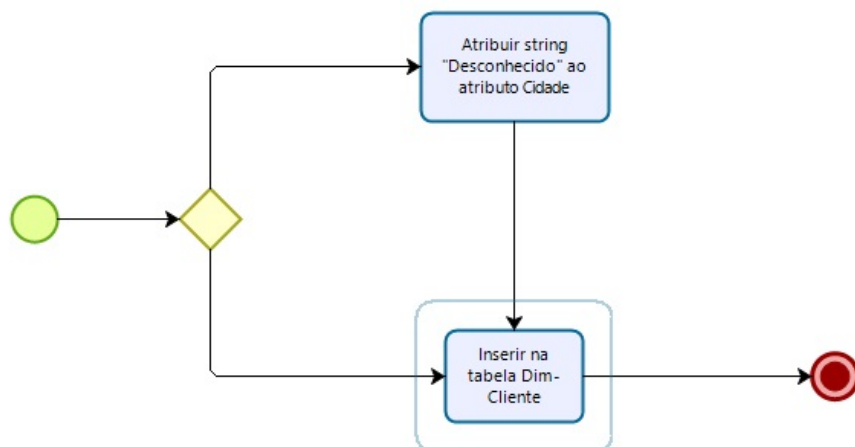 Atribuir string
"Desconhecido" ao
atributo Cidade
Inserir na
tabela Dim-
Cliente